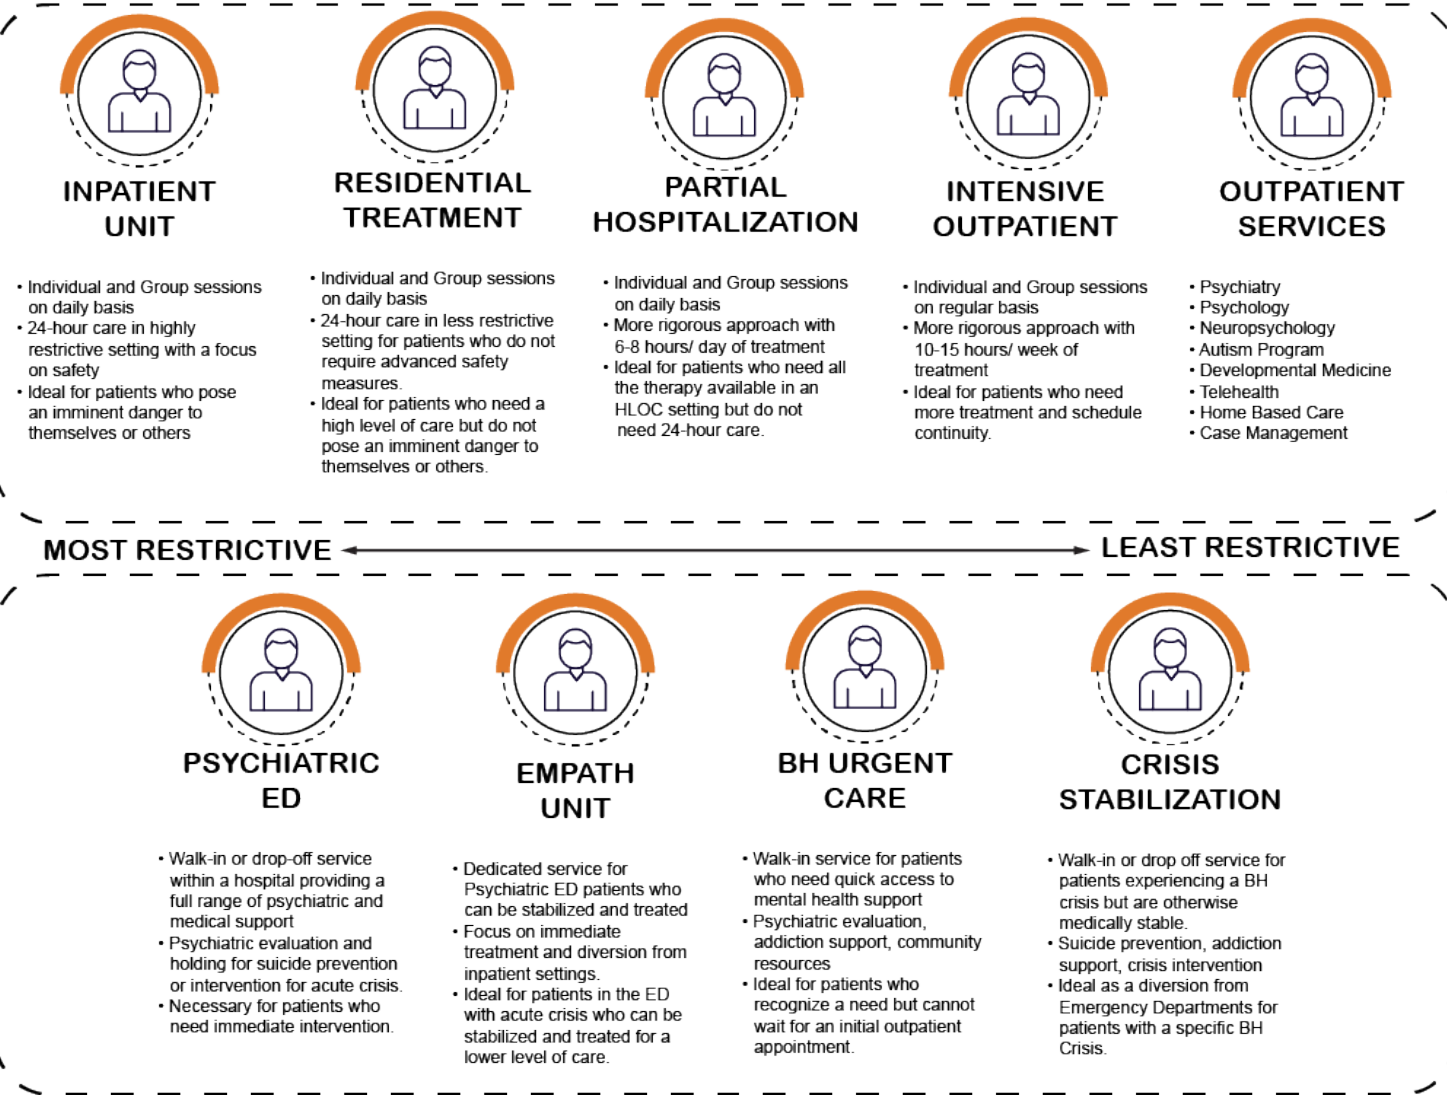 INPATIENT
UNIT
• Individual and Group sessions
on daily basis
• 24-hour care in highly
restrictive setting with a focus
on safety
• Ideal for patients who pose
an imminent danger to
themselves or others
RESIDENTIAL
TREATMENT
• Individual and Group sessions
on daily basis
• 24-hour care in less restrictive
setting for patients who do not
require advanced safety
measures.
• Ideal for patients who need a
high level of care but do not
pose an imminent danger to
themselves or others.
PARTIAL
HOSPITALIZATION
• Individual and Group sessions
on daily basis
• More rigorous approach with
6-8 hours/ day of treatment
• Ideal for patients who need all
the therapy available in an
HLOC setting but do not
need 24-hour care.
INTENSIVE
OUTPATIENT
• Individual and Group sessions
on regular basis
• More rigorous approach with
10-15 hours/ week of
treatment
• Ideal for patients who need
more treatment and schedule
continuity.
OUTPATIENT
SERVICES
• Psychiatry
• Psychology
• Neuropsychology
• Autism Program
• Developmental Medicine
• Telehealth
• Home Based Care
• Case Management
MOST RESTRICTIVE
LEAST RESTRICTIVE
PSYCHIATRIC
ED
• Walk-in or drop-off service
within a hospital providing a
full range of psychiatric and
medical support
• Psychiatric evaluation and
holding for suicide prevention
or intervention for acute crisis.
• Necessary for patients who
need immediate intervention.
EMPATH
UNIT
• Dedicated service for
Psychiatric ED patients who
can be stabilized and treated
• Focus on immediate
treatment and diversion from
inpatient settings.
• Ideal for patients in the ED
with acute crisis who can be
stabilized and treated for a
lower level of care.
BH URGENT
CARE
• Walk-in service for patients
who need quick access to
mental health support
• Psychiatric evaluation,
addiction support, community
resources
• Ideal for patients who
recognize a need but cannot
wait for an initial outpatient
appointment.
CRISIS
STABILIZATION
• Walk-in or drop off service for
patients experiencing a BH
crisis but are otherwise
medically stable.
• Suicide prevention, addiction
support, crisis intervention
• Ideal as a diversion from
Emergency Departments for
patients with a specific BH
Crisis.